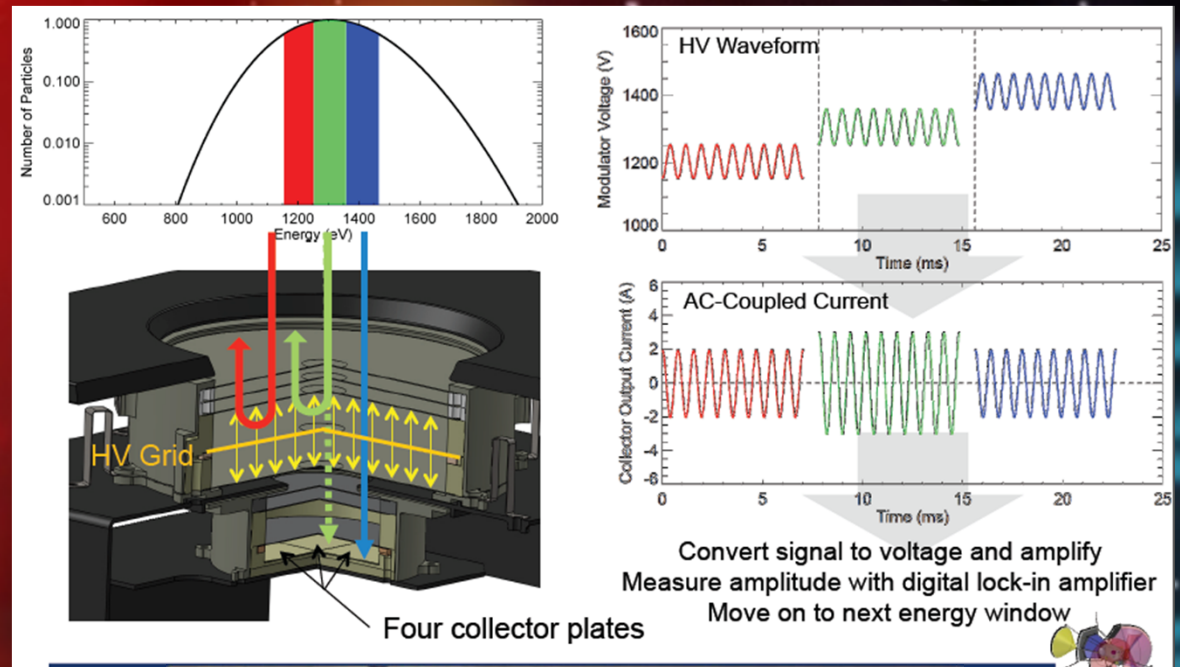 1.000
0.100
0.010
0.001
Number of Particles
600 800 1000 1200 1400 1600 1800 2000
Energy (eV)
HV Grid
Four collector plates
HV Waveform
1600
1400
1200
1000
Modulator Voltage (V)
0 5 10 15 20 25
Time (ms)
AC-Coupled Current
6
4
2
0
-2
-4
-6
Collector Output Current (A)
0 5 10 15 20 25
Time (ms)
Convert signal to voltage and amplify
Measure amplitude with digital lock-in amplifier
Move on to next energy window